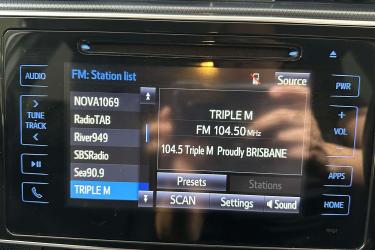 AUDIO
TUNE
TRACK
FM: Station list
Source
NOVA1069
RadioTAB
River949
SBSRadio
Sea90.9
TRIPLE M
TRIPLE M
FM 104.50 MHz
104.5 Triple M Proudly BRISBANE
Presets
Stations
SCAN
Settings
Sound
PWR
+
VOL
-
APPS
HOME